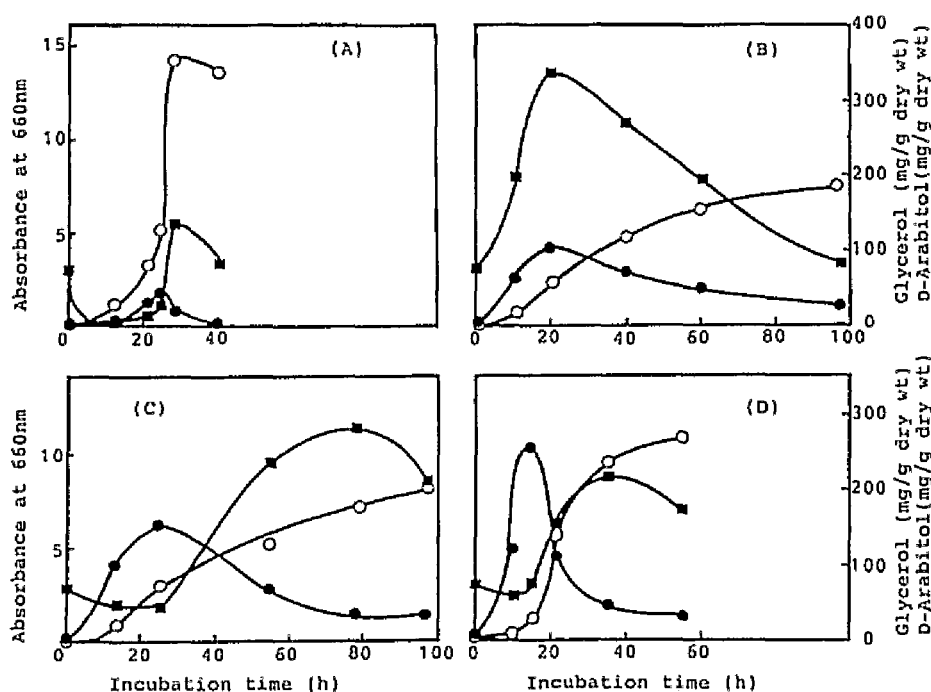 (A)
Absorbance at 660nm
15
10
5
0 20 40
(B)
400
300
200
100
0
0 20 40 60 80 100
Glycerol (mg/g dry wt)
D-Arabitol(mg/g dry wt)
(C)
Absorbance at 660nm
10
5
0
0 20 40 60 80 100
Incubation time (h)
(D)
300
200
100
0
0 20 40 60
Incubation time (h)
Glycerol (mg/g dry wt)
D-Arabitol(mg/g dry wt)